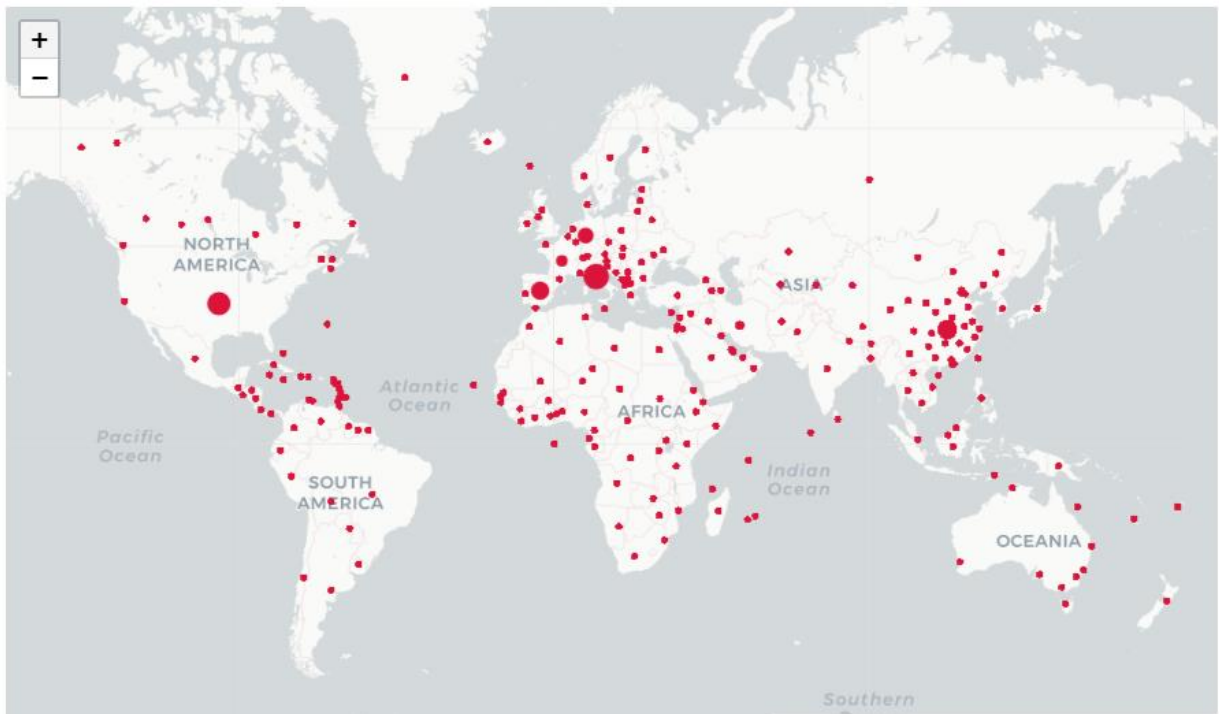 +
−
NORTH
AMERICA
ASIA
Atlantic
Ocean
AFRICA
Pacific
Ocean
Indian
Ocean
SOUTH
AMERICA
OCEANIA
Southern